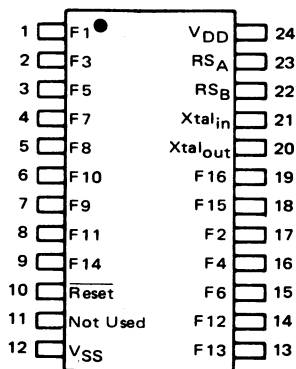 1 F1 VDD 24
2 F3 RSA 23
3 F5 RSB 22
4 F7 Xtalin 21
5 F8 Xtalout 20
6 F10 F16 19
7 F9 F15 18
8 F11 F2 17
9 F14 F4 16
10 Reset F6 15
11 Not Used F12 14
12 VSS F13 13